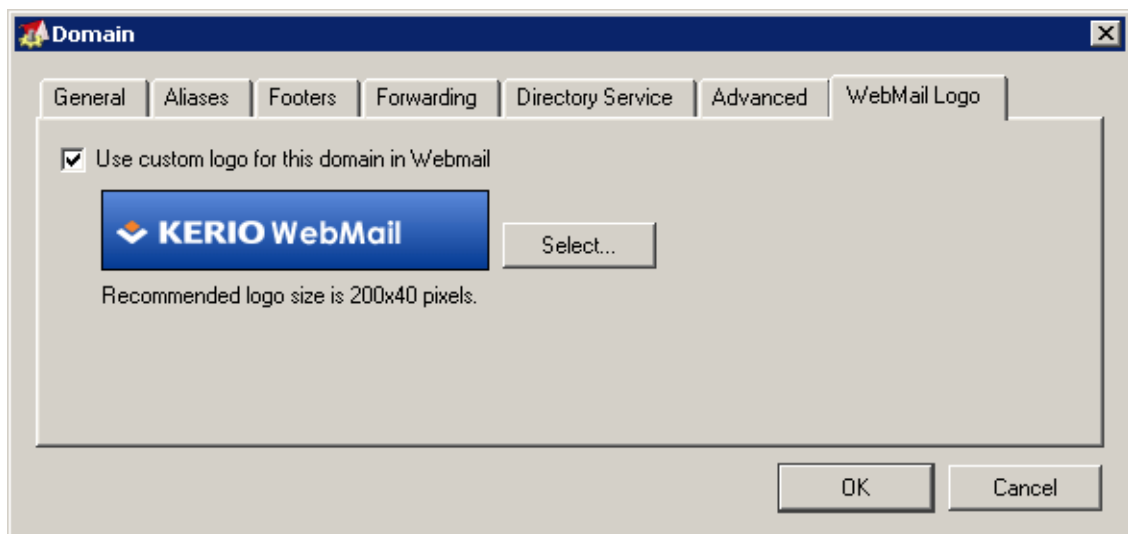 Domain
General Aliases Footers Forwarding Directory Service Advanced WebMail Logo
Use custom logo for this domain in Webmail
KERIO WebMail
Select...
Recommended logo size is 200x40 pixels.
OK Cancel